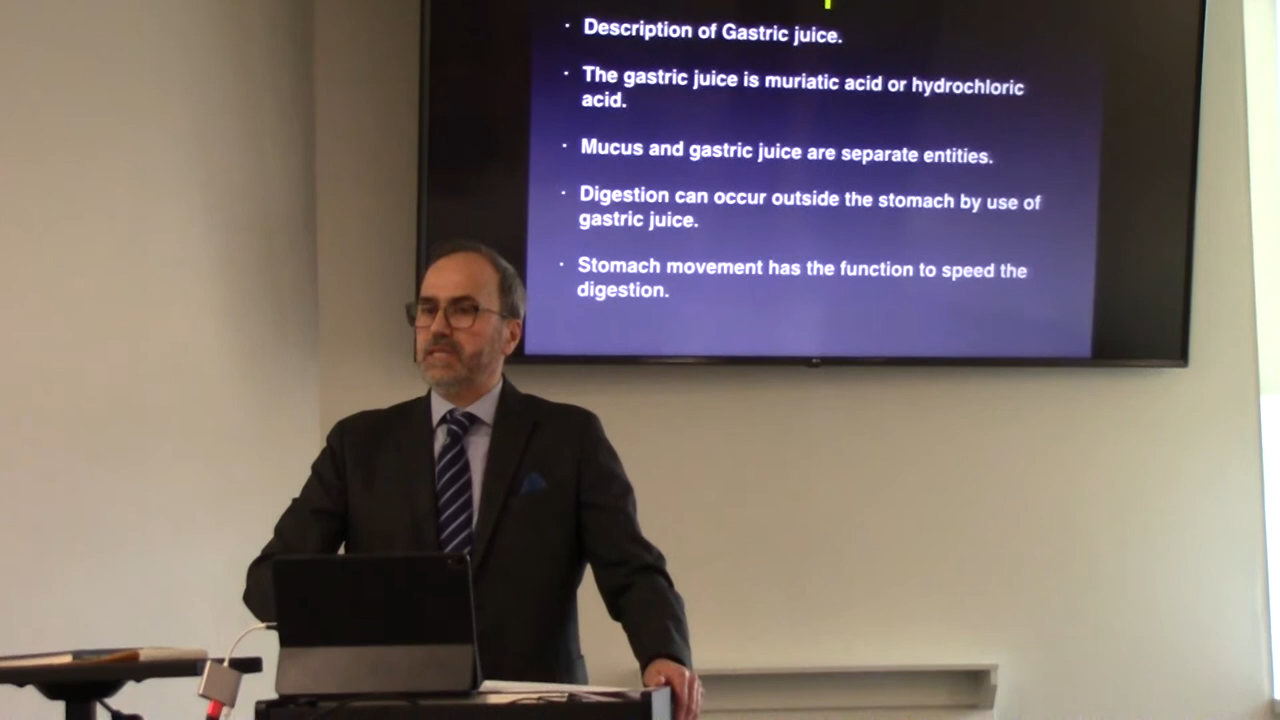 · Description of Gastric juice.
· The gastric juice is muriatic acid or hydrochloric
acid.
· Mucus and gastric juice are separate entities.
· Digestion can occur outside the stomach by use of
gastric juice.
· Stomach movement has the function to speed the
digestion.